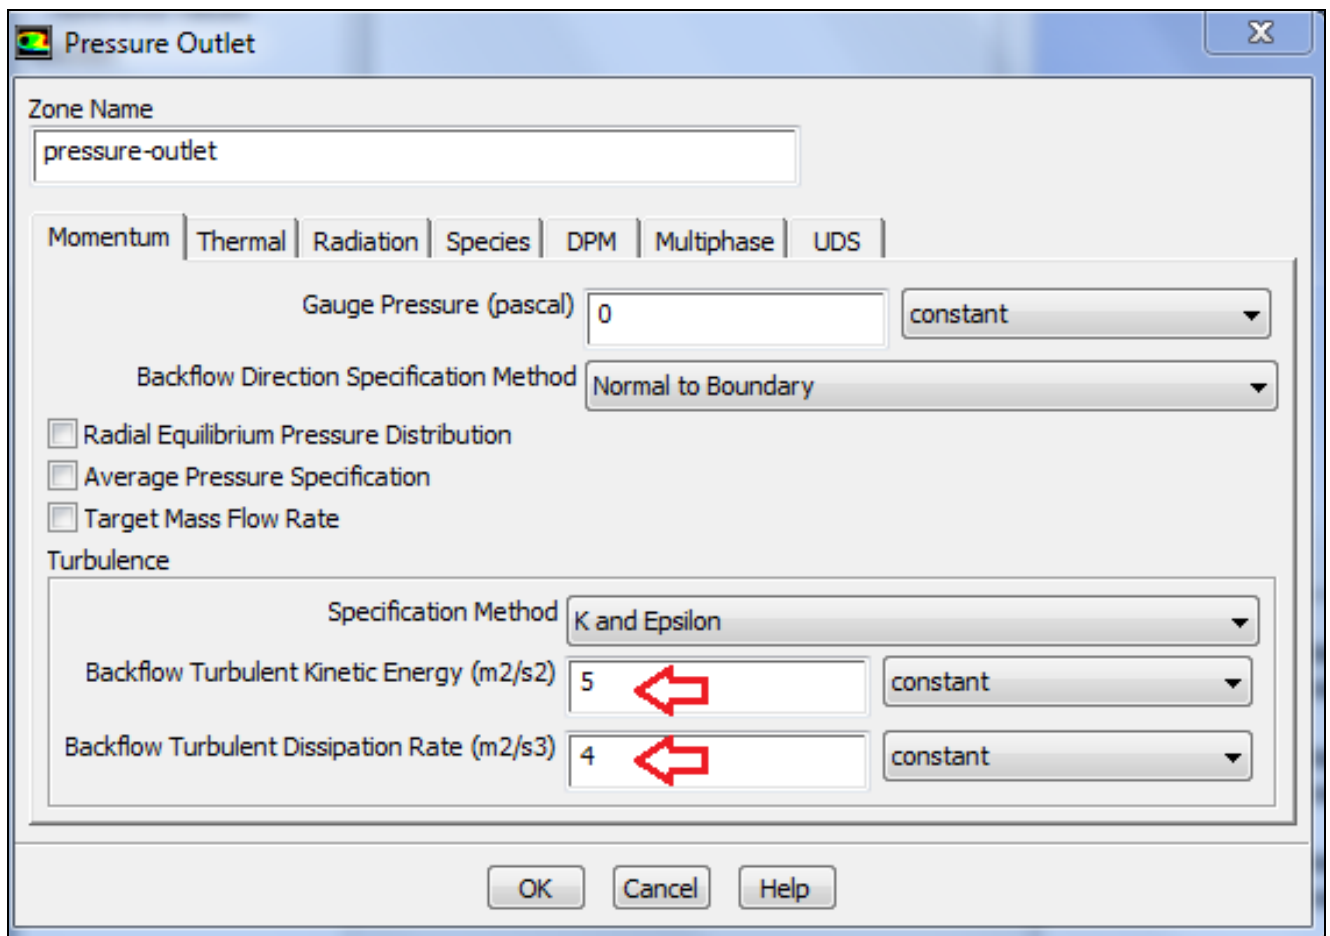 Pressure Outlet
X
Zone Name
pressure-outlet
Momentum Thermal Radiation Species DPM Multiphase UDS
Gauge Pressure (pascal) 0 constant
Backflow Direction Specification Method Normal to Boundary
Radial Equilibrium Pressure Distribution
Average Pressure Specification
Target Mass Flow Rate
Turbulence
Specification Method K and Epsilon
Backflow Turbulent Kinetic Energy (m2/s2) 5 constant
Backflow Turbulent Dissipation Rate (m2/s3) 4 constant
OK Cancel Help